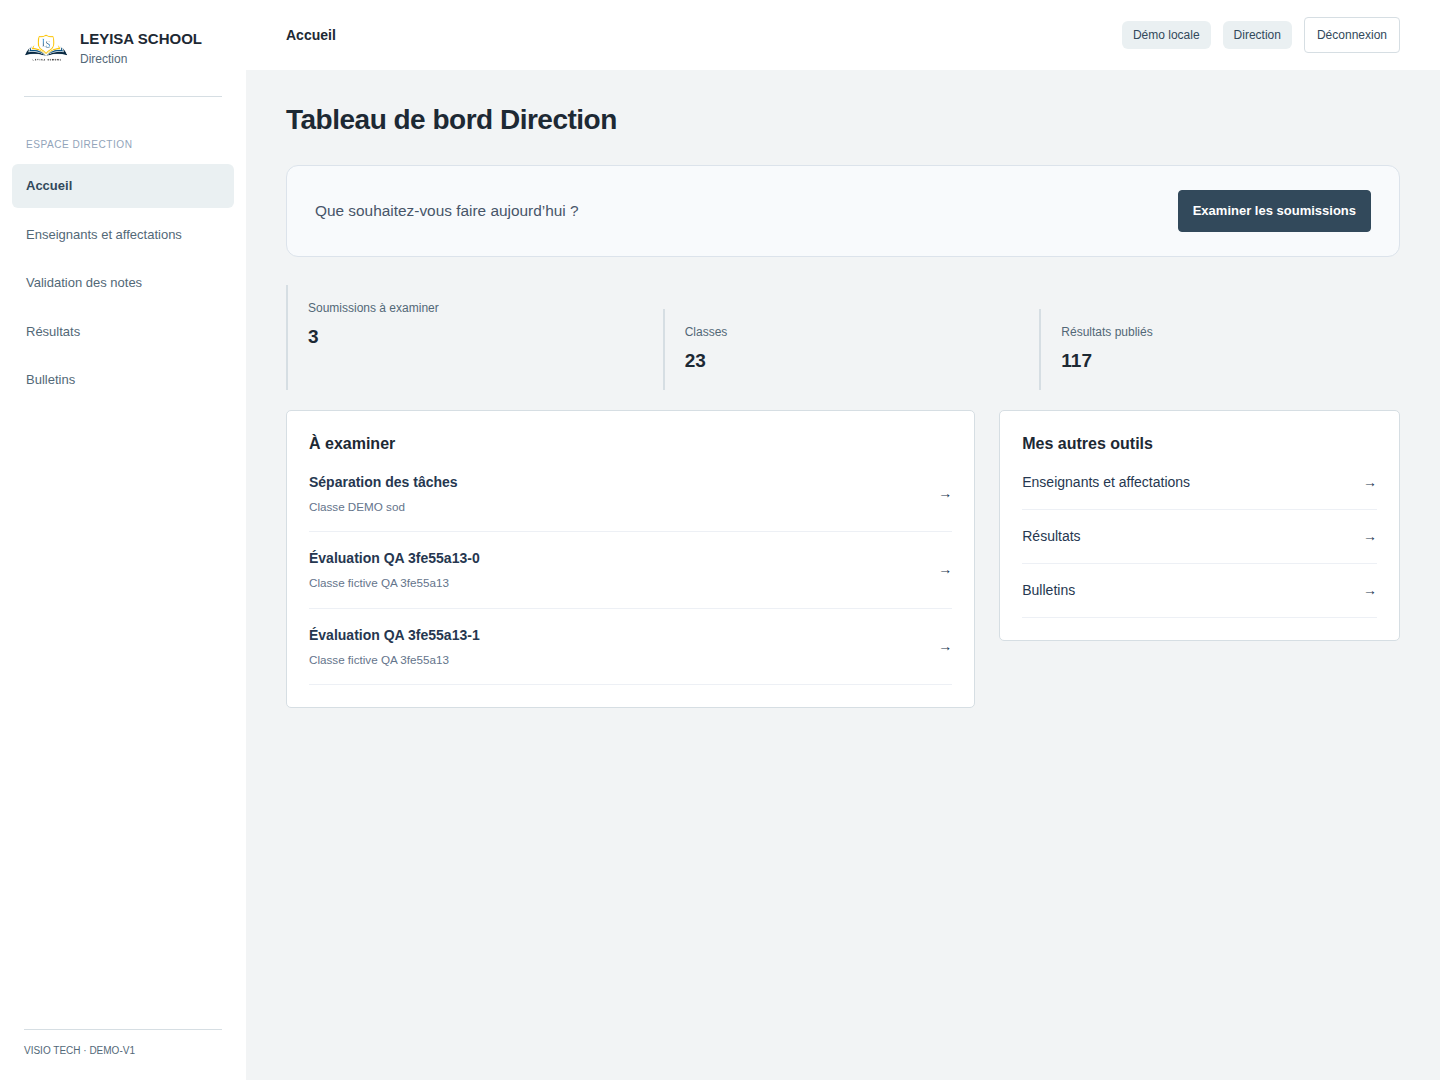 LEYISA SCHOOL
Direction
ESPACE DIRECTION
Accueil
Enseignants et affectations
Validation des notes
Résultats
Bulletins
VISIO TECH · DEMO-V1
Accueil
Démo locale
Direction
Déconnexion
Tableau de bord Direction
Que souhaitez-vous faire aujourd’hui ?
Examiner les soumissions
Soumissions à examiner
3
Classes
23
Résultats publiés
117
À examiner
Séparation des tâches
Classe DEMO sod
→
Évaluation QA 3fe55a13-0
Classe fictive QA 3fe55a13
→
Évaluation QA 3fe55a13-1
Classe fictive QA 3fe55a13
→
Mes autres outils
Enseignants et affectations →
Résultats →
Bulletins →